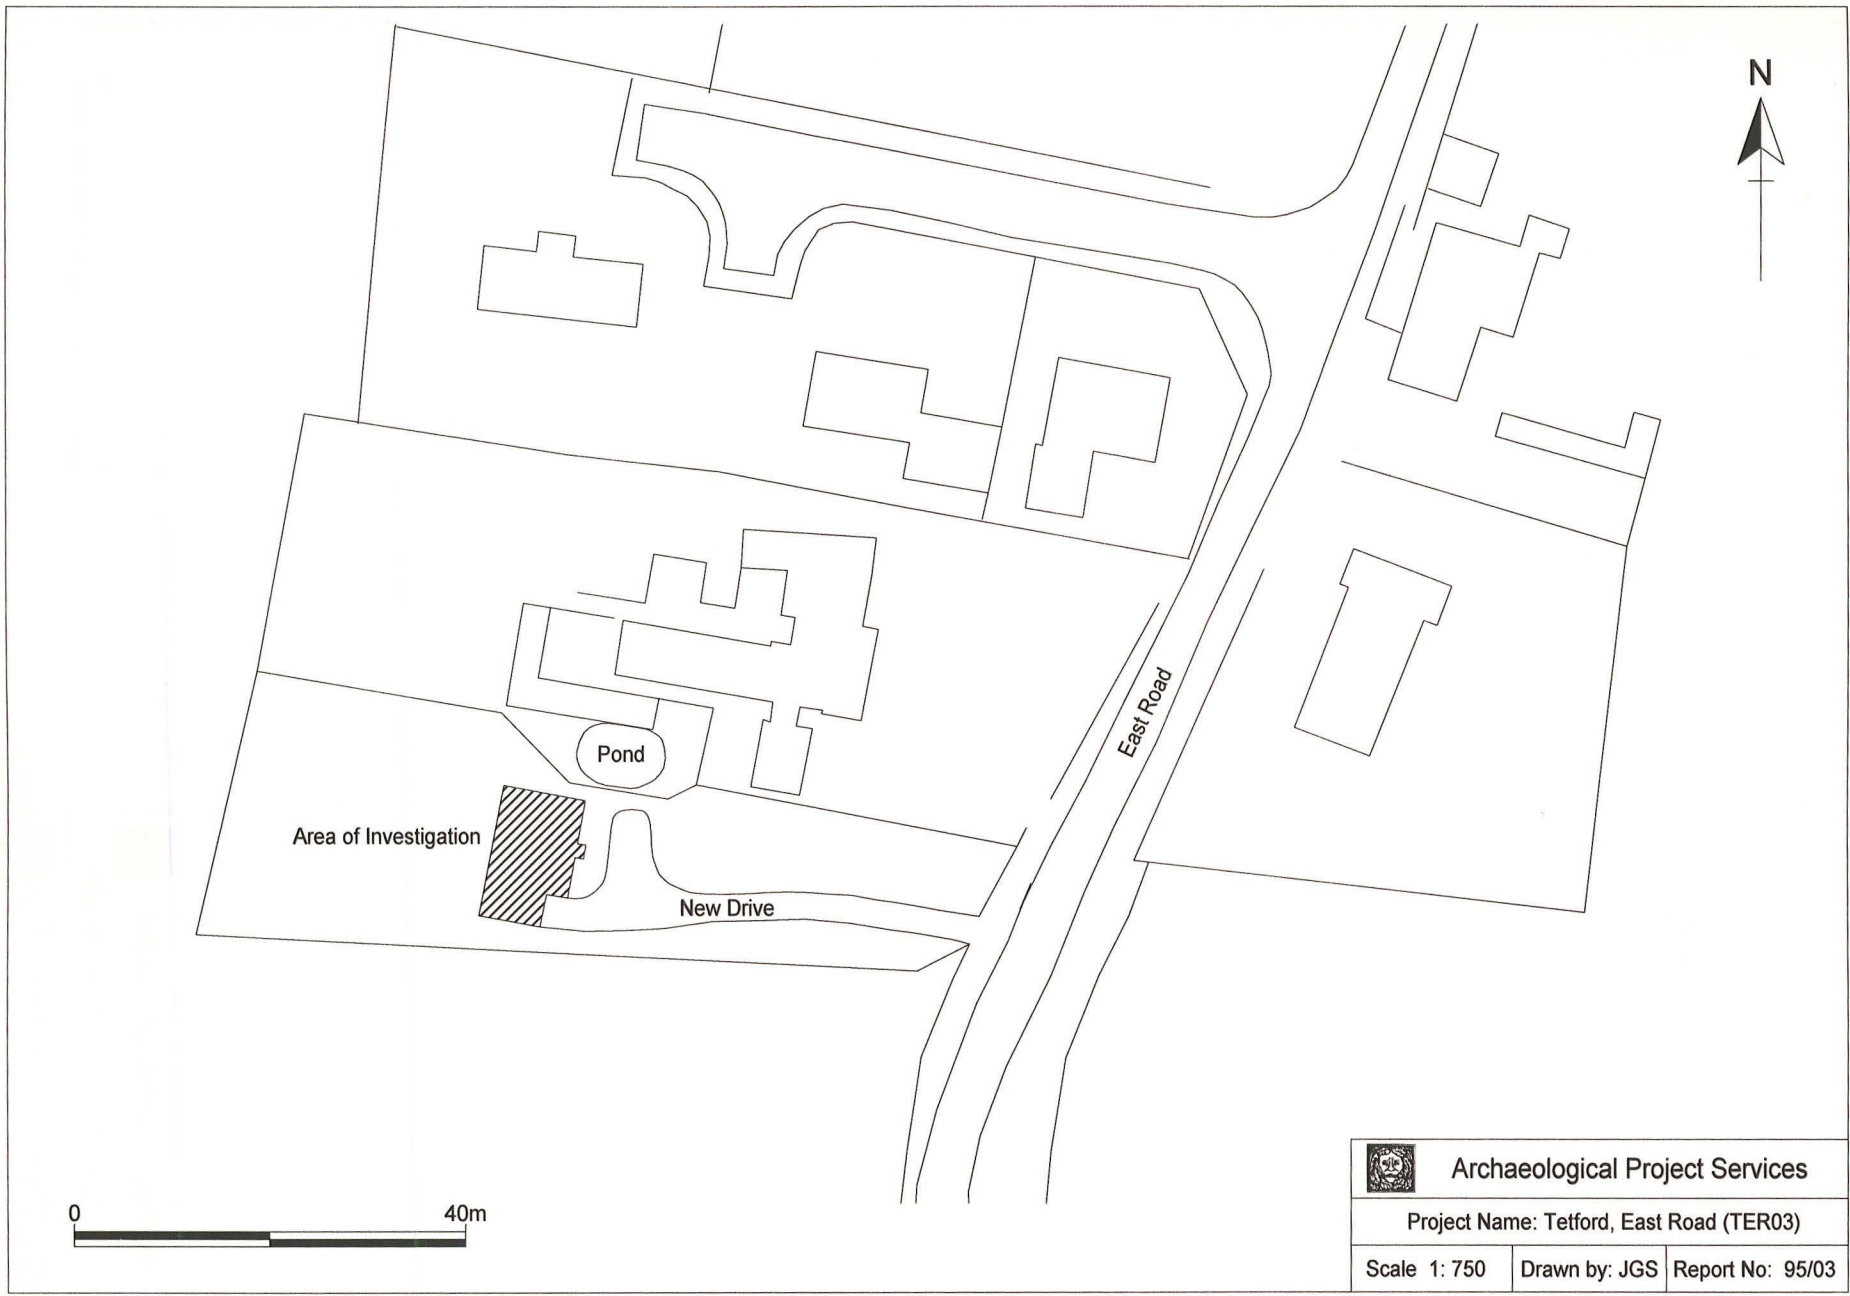 N
East Road
Pond
Area of Investigation
New Drive
0 40m
Archaeological Project Services
Project Name: Tetford, East Road (TER03)
Scale 1: 750 Drawn by: JGS Report No: 95/03